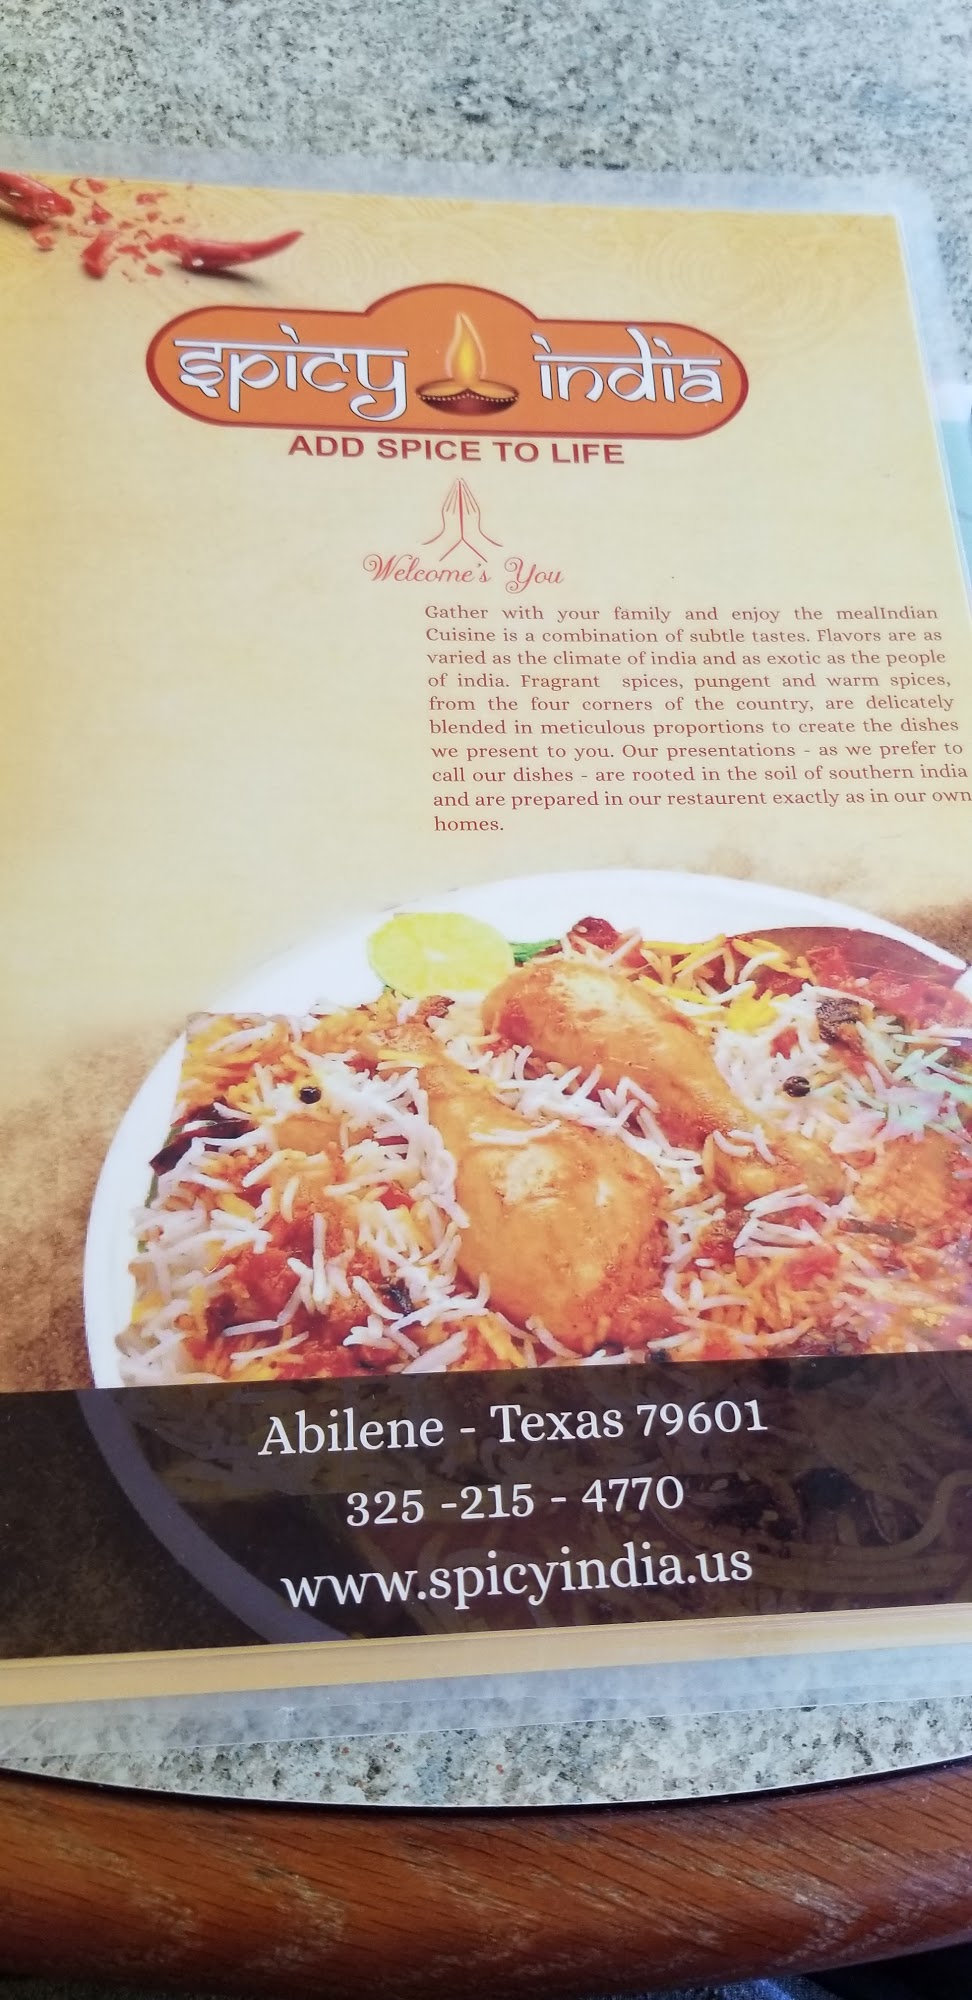 spicy india
ADD SPICE TO LIFE
Welcome's You
Gather with your family and enjoy the mealIndian
Cuisine is a combination of subtle tastes. Flavors are as
varied as the climate of india and as exotic as the people
of india. Fragrant spices, pungent and warm spices,
from the four corners of the country, are delicately
blended in meticulous proportions to create the dishes
we present to you. Our presentations - as we prefer to
call our dishes - are rooted in the soil of southern india
and are prepared in our restaurent exactly as in our own
homes.
Abilene - Texas 79601
325 -215 - 4770
www.spicyindia.us